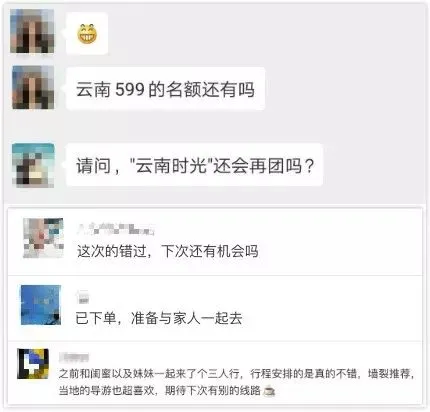 云南599的名额还有吗
请问，"云南时光"还会再团吗？
这次的错过，下次还有机会吗
已下单，准备与家人一起去
之前和闺蜜以及妹妹一起来了个三人行，行程安排的是真的不错，墙裂推荐，
当地的导游也超喜欢，期待下次有别的线路☕